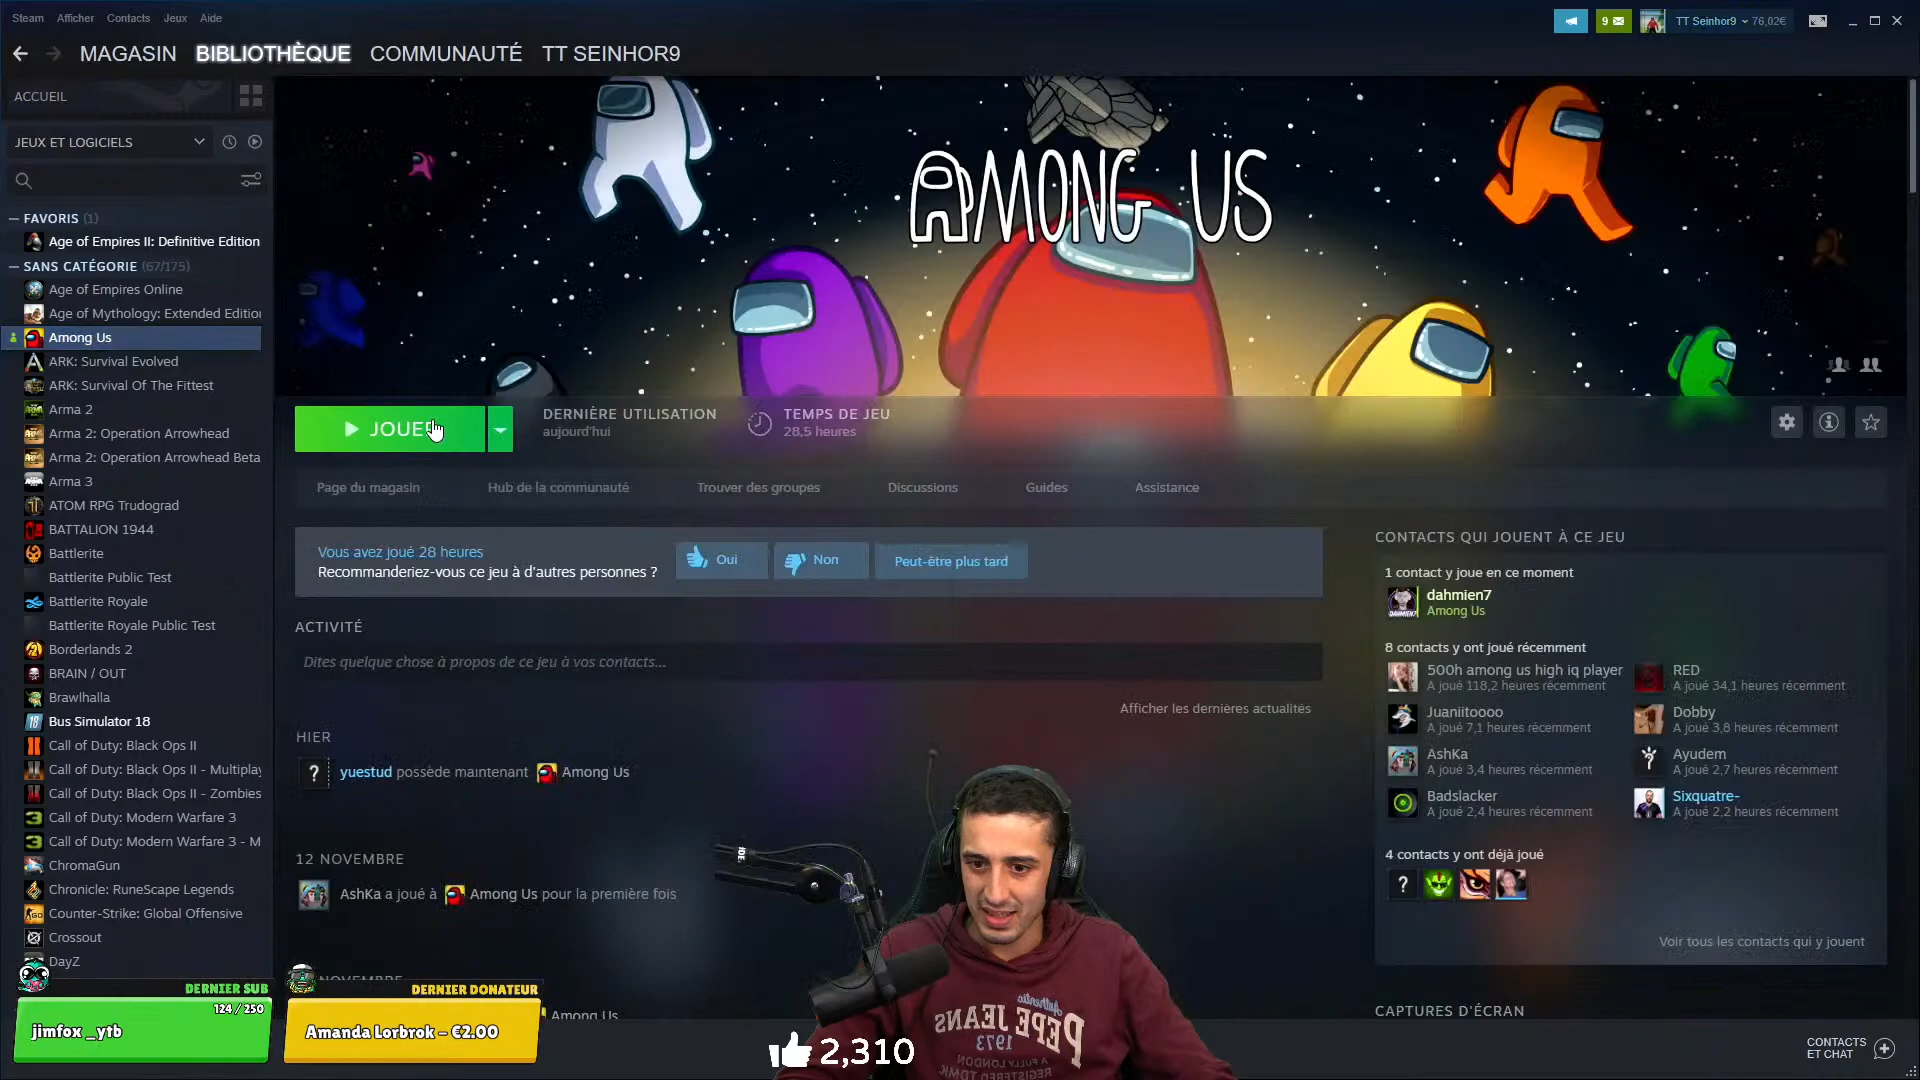 Steam Afficher Contacts Jeux Aide
9 TT Seinhor9 76,02€
MAGASIN BIBLIOTHÈQUE COMMUNAUTÉ TT SEINHOR9
ACCUEIL
JEUX ET LOGICIELS
FAVORIS (1)
Age of Empires II: Definitive Edition
SANS CATÉGORIE (67/175)
Age of Empires Online
Age of Mythology: Extended Edition
Among Us
ARK: Survival Evolved
ARK: Survival Of The Fittest
Arma 2
Arma 2: Operation Arrowhead
Arma 2: Operation Arrowhead Beta
Arma 3
ATOM RPG Trudograd
BATTALION 1944
Battlerite
Battlerite Public Test
Battlerite Royale
Battlerite Royale Public Test
Borderlands 2
BRAIN / OUT
Brawlhalla
Bus Simulator 18
Call of Duty: Black Ops II
Call of Duty: Black Ops II - Multiplay
Call of Duty: Black Ops II - Zombies
Call of Duty: Modern Warfare 3
Call of Duty: Modern Warfare 3 - M
ChromaGun
Chronicle: RuneScape Legends
Counter-Strike: Global Offensive
Crossout
DayZ
AMONG US
JOUER
DERNIÈRE UTILISATION
aujourd'hui
TEMPS DE JEU
28,5 heures
Page du magasin Hub de la communauté Trouver des groupes Discussions Guides Assistance
Vous avez joué 28 heures
Recommanderiez-vous ce jeu à d'autres personnes ?
Oui Non Peut-être plus tard
ACTIVITÉ
Dites quelque chose à propos de ce jeu à vos contacts...
Afficher les dernières actualités
HIER
? yuestud possède maintenant Among Us
12 NOVEMBRE
AshKa a joué à Among Us pour la première fois
NOVEMBRE
Among Us
CONTACTS QUI JOUENT À CE JEU
1 contact y joue en ce moment
dahmien7
Among Us
8 contacts y ont joué récemment
500h among us high iq player
A joué 118,2 heures récemment
RED
A joué 34,1 heures récemment
Juaniitoooo
A joué 7,1 heures récemment
Dobby
A joué 3,8 heures récemment
AshKa
A joué 3,4 heures récemment
Ayudem
A joué 2,7 heures récemment
Badslacker
A joué 2,4 heures récemment
Sixquatre-
A joué 2,2 heures récemment
4 contacts y ont déjà joué
?
Voir tous les contacts qui y jouent
CAPTURES D'ÉCRAN
CONTACTS
ET CHAT
DERNIER SUB
124 / 250
jimfox_ytb
DERNIER DONATEUR
Amanda Lorbrok - €2.00
2,310
Authentic
PEPE JEANS
1973
LONDON
REGISTERED TDMK